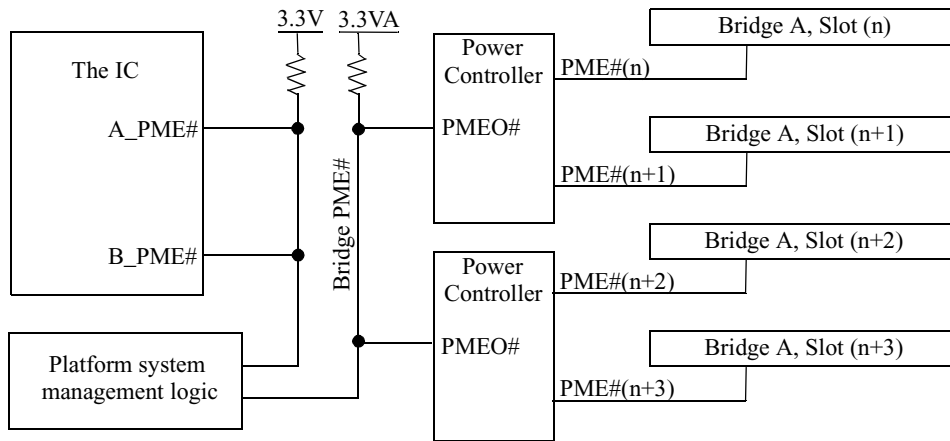 3.3V
3.3VA
The IC
A_PME#
B_PME#
Platform system
management logic
Bridge PME#
Power
Controller
PMEO#
PME#(n)
PME#(n+1)
Power
Controller
PMEO#
PME#(n+2)
PME#(n+3)
Bridge A, Slot (n)
Bridge A, Slot (n+1)
Bridge A, Slot (n+2)
Bridge A, Slot (n+3)